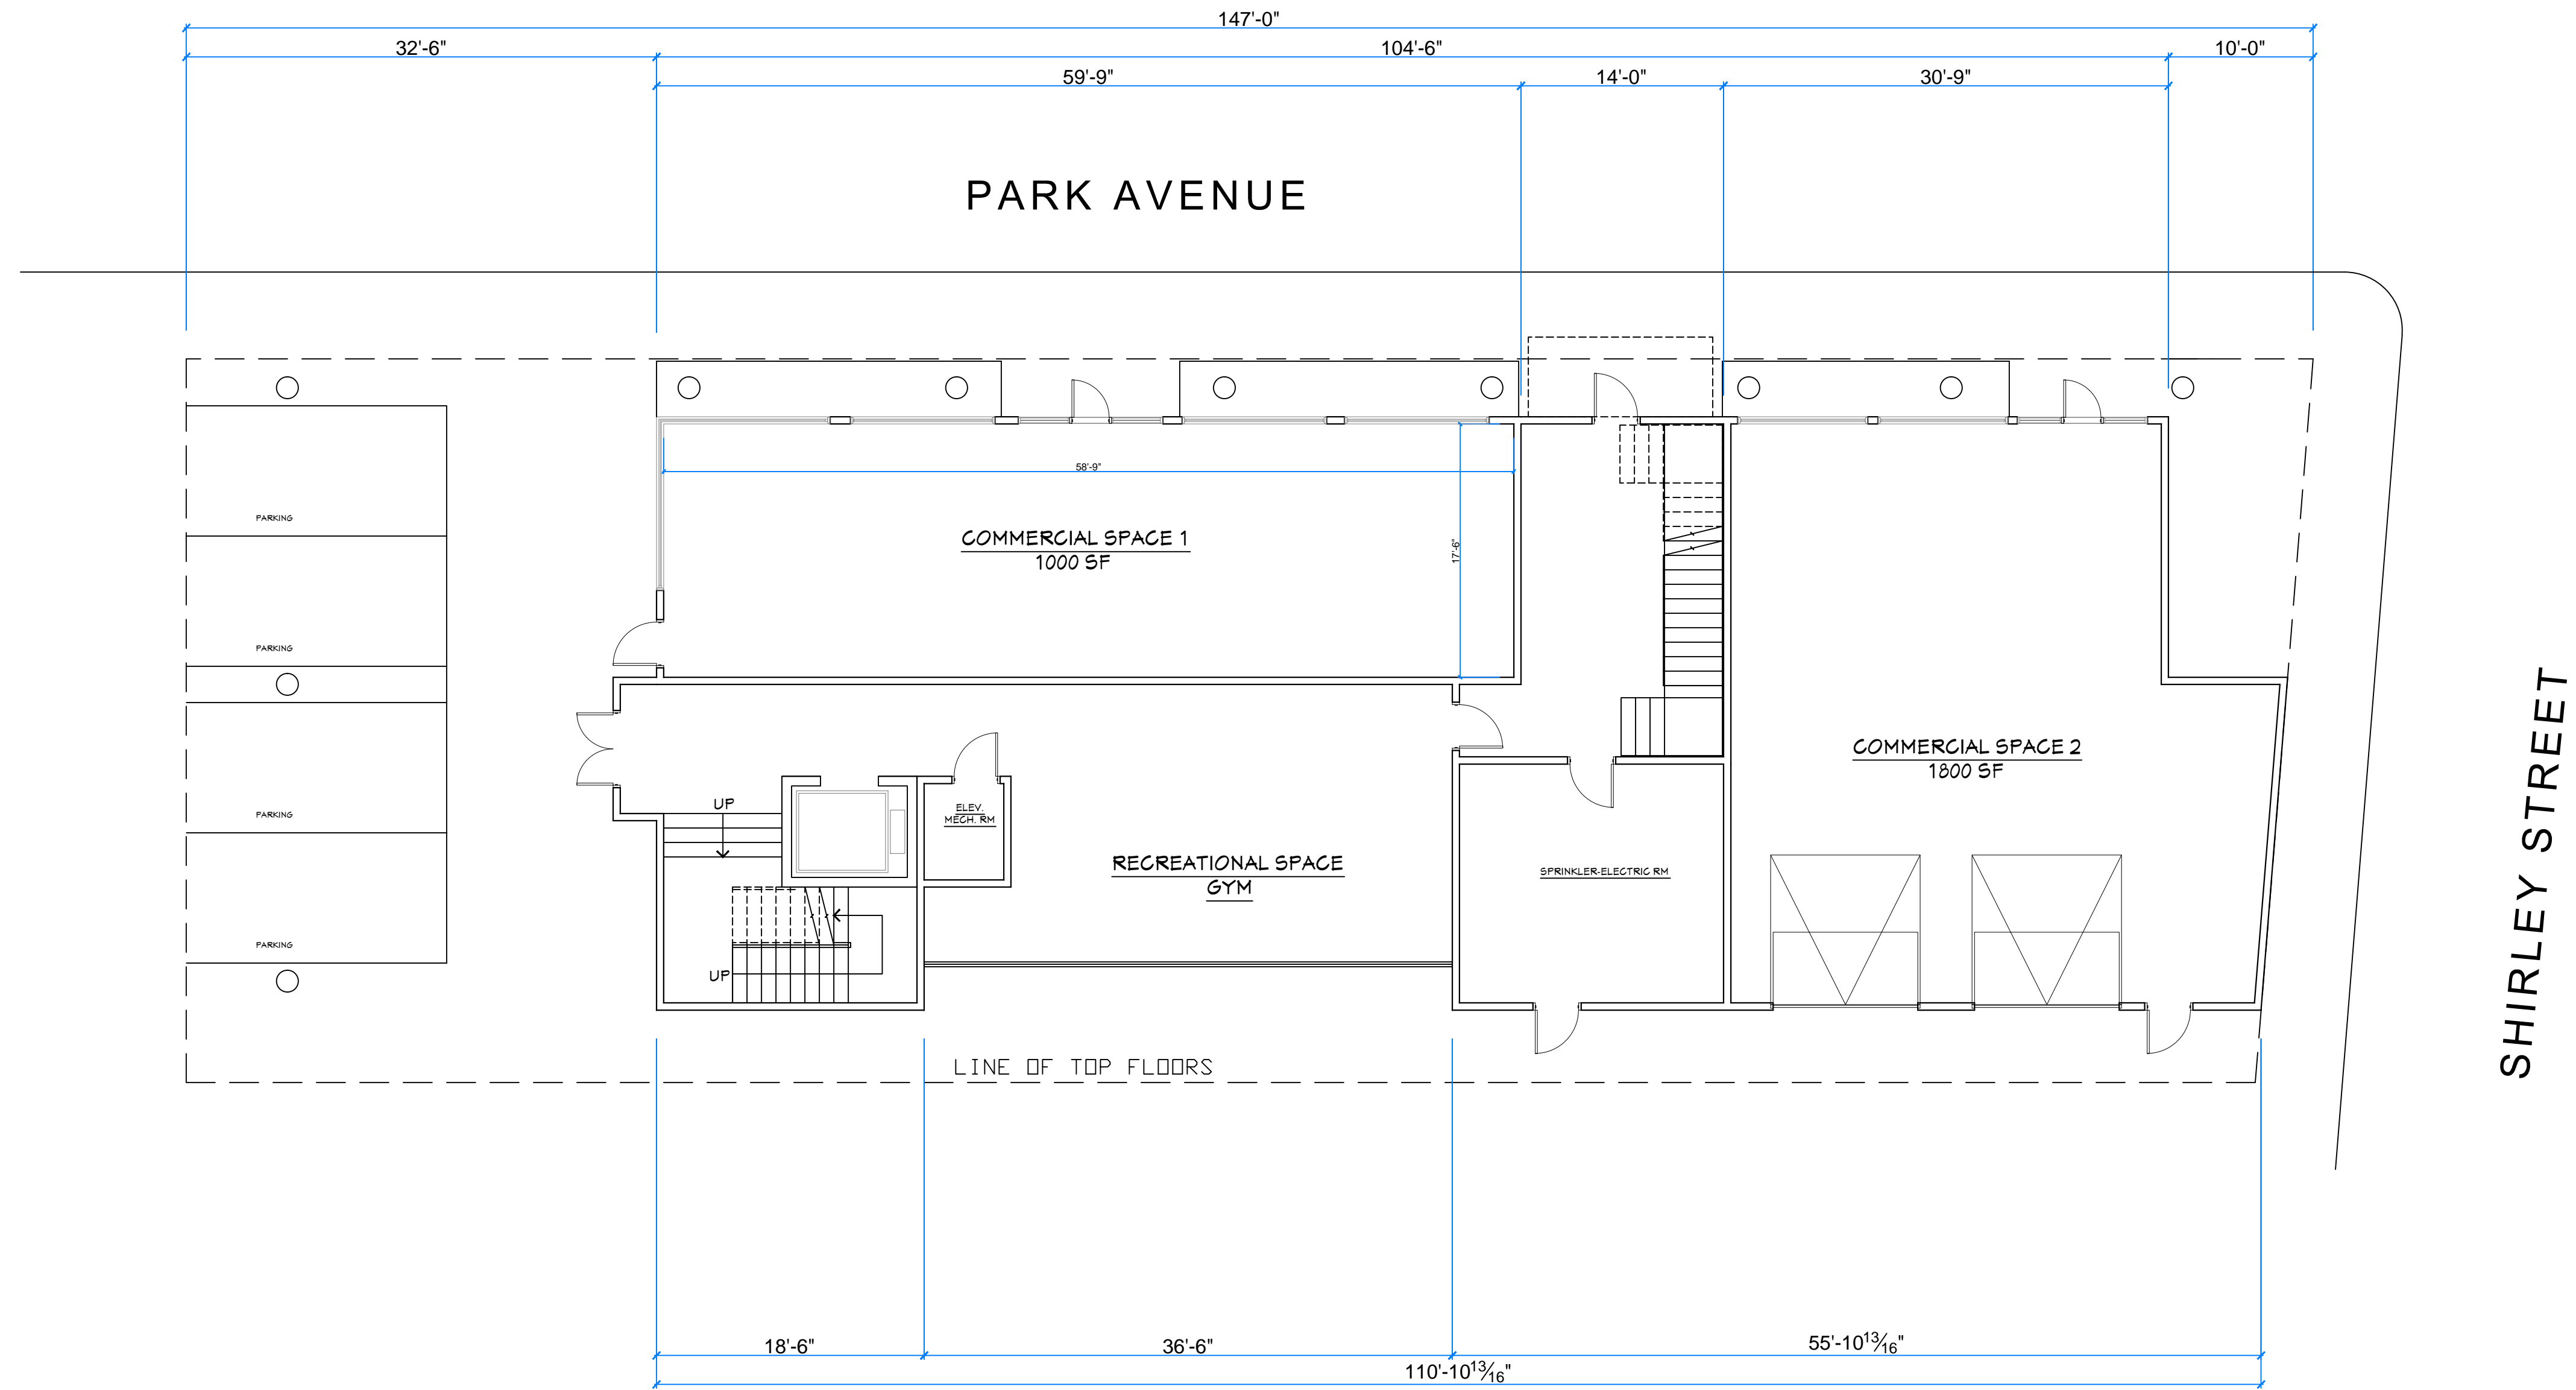 147'-0"
32'-6"
104'-6"
10'-0"
59'-9"
14'-0"
30'-9"
PARK AVENUE
58'-9"
PARKING
COMMERCIAL SPACE 1
1000 SF
17'-6"
PARKING
SHIRLEY STREET
COMMERCIAL SPACE 2
1800 SF
UP
ELEV.
MECH. RM
PARKING
RECREATIONAL SPACE
GYM
SPRINKLER-ELECTRIC RM
PARKING
UP
LINE OF TOP FLOORS
18'-6"
36'-6"
55'-10 13/16"
110'-10 13/16"